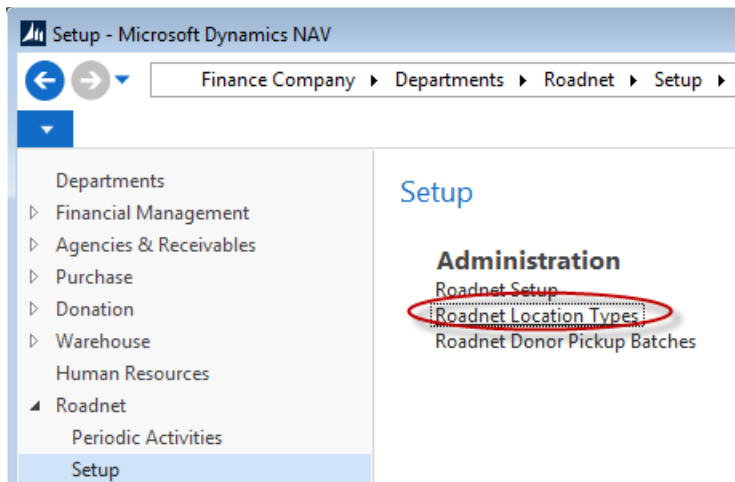 Setup - Microsoft Dynamics NAV
Finance Company Departments Roadnet Setup
Departments
Financial Management
Agencies & Receivables
Purchase
Donation
Warehouse
Human Resources
Roadnet
Periodic Activities
Setup
Setup
Administration
Roadnet Setup
Roadnet Location Types
Roadnet Donor Pickup Batches